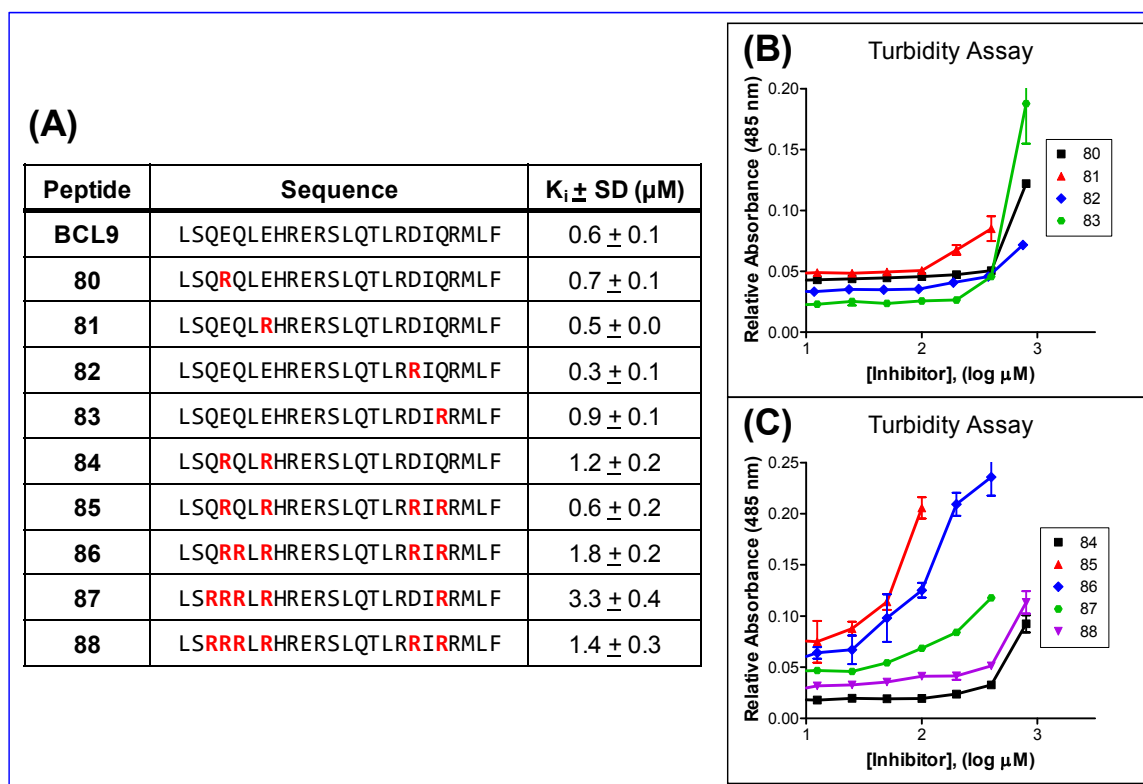 (A)
Peptide Sequence Ki ± SD (µM)
BCL9 LSQEQLEHRERSLQTLRDIQRMLF 0.6 ± 0.1
80 LSQRQLEHRERSLQTLRDIQRMLF 0.7 ± 0.1
81 LSQEQLRHRERSLQTLRDIQRMLF 0.5 ± 0.0
82 LSQEQLEHRERSLQTLRRIQRMLF 0.3 ± 0.1
83 LSQEQLEHRERSLQTLRDIRRMLF 0.9 ± 0.1
84 LSQRQLRHRERSLQTLRDIQRMLF 1.2 ± 0.2
85 LSQRQLRHRERSLQTLRRIRRMLF 0.6 ± 0.2
86 LSQRRLRHRERSLQTLRRIRRMLF 1.8 ± 0.2
87 LSRRRLRHRERSLQTLRDIRRMLF 3.3 ± 0.4
88 LSRRRLRHRERSLQTLRRIRRMLF 1.4 ± 0.3
(B)
Turbidity Assay
Relative Absorbance (485 nm)
0.20
0.15
0.10
0.05
0.00
1 2 3
[Inhibitor], (log µM)
80
81
82
83
(C)
Turbidity Assay
Relative Absorbance (485 nm)
0.25
0.20
0.15
0.10
0.05
0.00
1 2 3
[Inhibitor], (log µM)
84
85
86
87
88